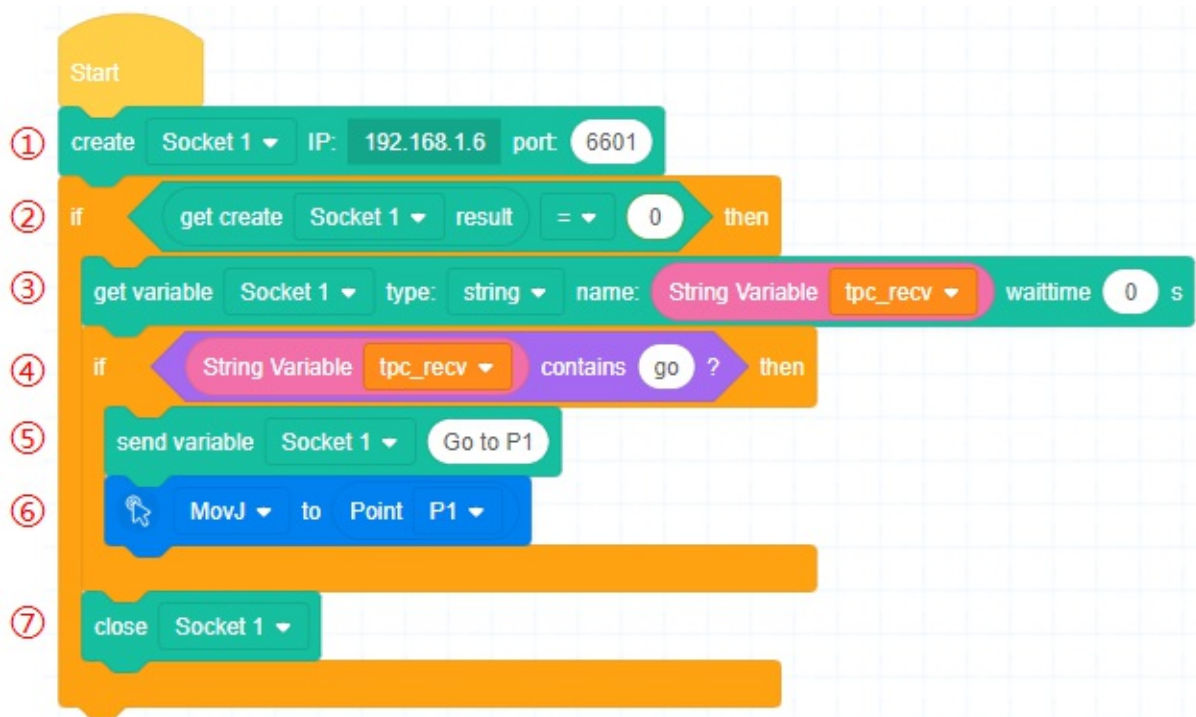 Start
① create Socket 1 IP: 192.168.1.6 port: 6601
② if get create Socket 1 result = 0 then
③ get variable Socket 1 type: string name: String Variable tpc_recv waittime 0 s
④ if String Variable tpc_recv contains go ? then
⑤ send variable Socket 1 Go to P1
⑥ MovJ to Point P1
⑦ close Socket 1